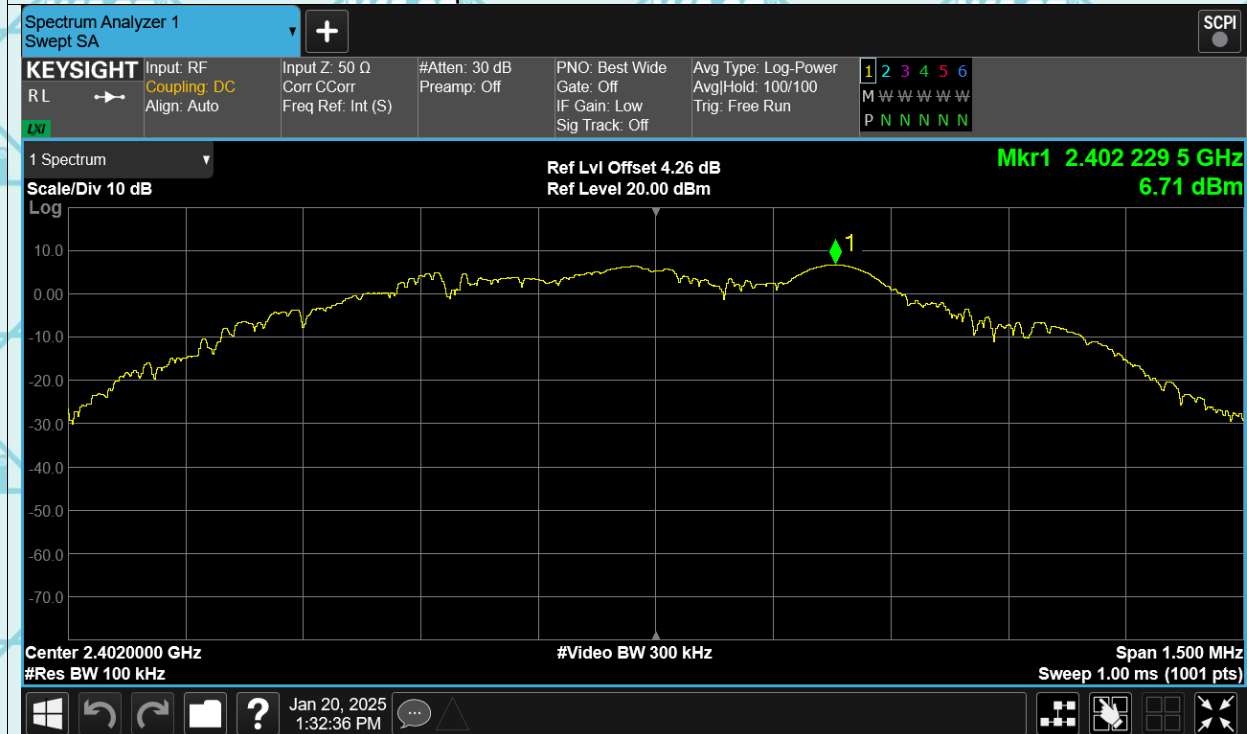 Spectrum Analyzer 1
Swept SA
▼
+
SCPI
KEYSIGHT
RL
LXI
Input: RF
Coupling: DC
Align: Auto
Input Z: 50 Ω
Corr CCorr
Freq Ref: Int (S)
#Atten: 30 dB
Preamp: Off
PNO: Best Wide
Gate: Off
IF Gain: Low
Sig Track: Off
Avg Type: Log-Power
Avg|Hold: 100/100
Trig: Free Run
1 2 3 4 5 6
M W W W W W
P N N N N N
1 Spectrum ▼
Scale/Div 10 dB
Ref Lvl Offset 4.26 dB
Ref Level 20.00 dBm
Mkr1 2.402 229 5 GHz
6.71 dBm
Log
1
10.0
0.00
-10.0
-20.0
-30.0
-40.0
-50.0
-60.0
-70.0
Center 2.4020000 GHz
#Video BW 300 kHz
Span 1.500 MHz
#Res BW 100 kHz
Sweep 1.00 ms (1001 pts)
?
Jan 20, 2025
1:32:36 PM